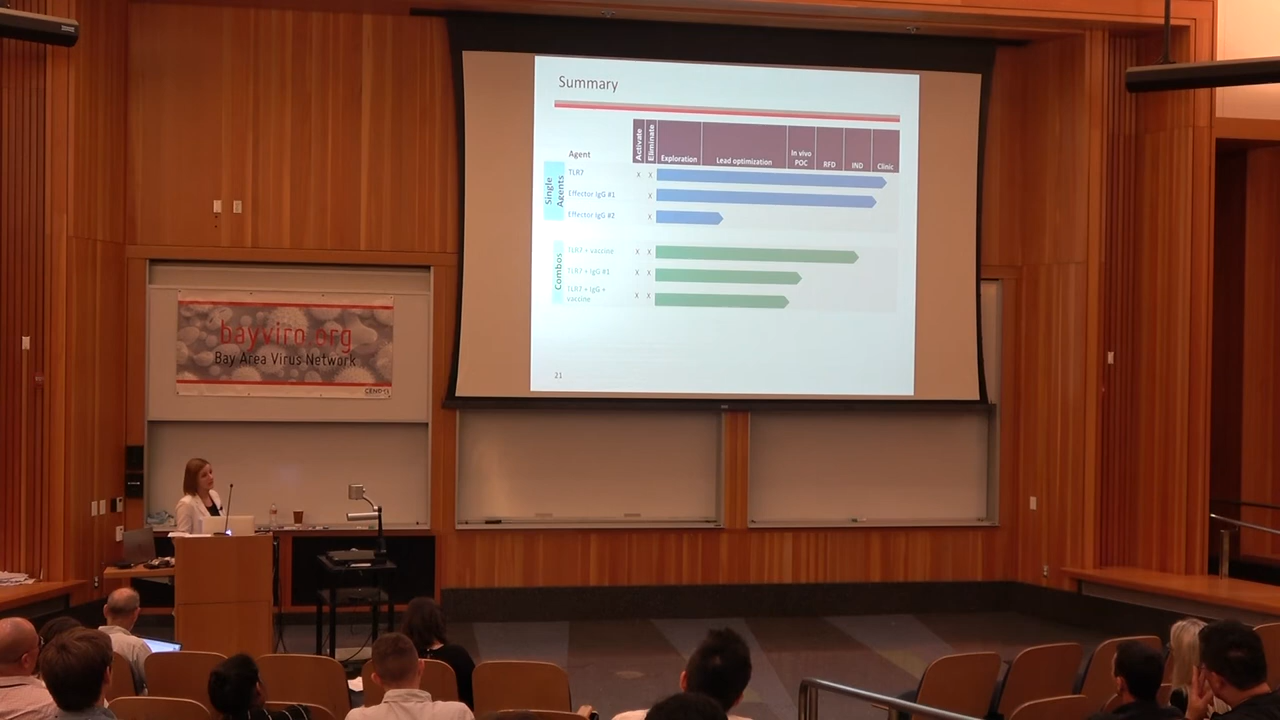 Summary
Agent
Activate
Eliminate
Exploration
Lead optimization
In vivo
POC
RFD
IND
Clinic
Single
Agents
TLR7 X X
Effector IgG #1 X
Effector IgG #2 X
Combos
TLR7 + vaccine X X
TLR7 + IgG #1 X X
TLR7 + IgG + X X
vaccine
21
bayviro.org
Bay Area Virus Network